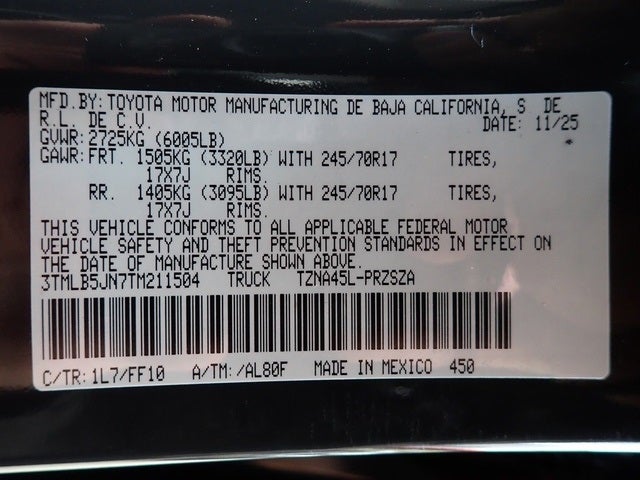 MFD.BY: TOYOTA MOTOR MANUFACTURING DE BAJA CALIFORNIA, S DE
R.L. DE C.V. DATE: 11/25
GVWR: 2725KG (6005LB)
GAWR: FRT. 1505KG (3320LB) WITH 245/70R17 TIRES,
17X7J RIMS.
RR. 1405KG (3095LB) WITH 245/70R17 TIRES,
17X7J RIMS.
THIS VEHICLE CONFORMS TO ALL APPLICABLE FEDERAL MOTOR
VEHICLE SAFETY AND THEFT PREVENTION STANDARDS IN EFFECT ON
THE DATE OF MANUFACTURE SHOWN ABOVE.
3TMLB5JN7TM211504 TRUCK TZNA45L-PRZSZA
C/TR: 1L7/FF10 A/TM: /AL80F MADE IN MEXICO 450